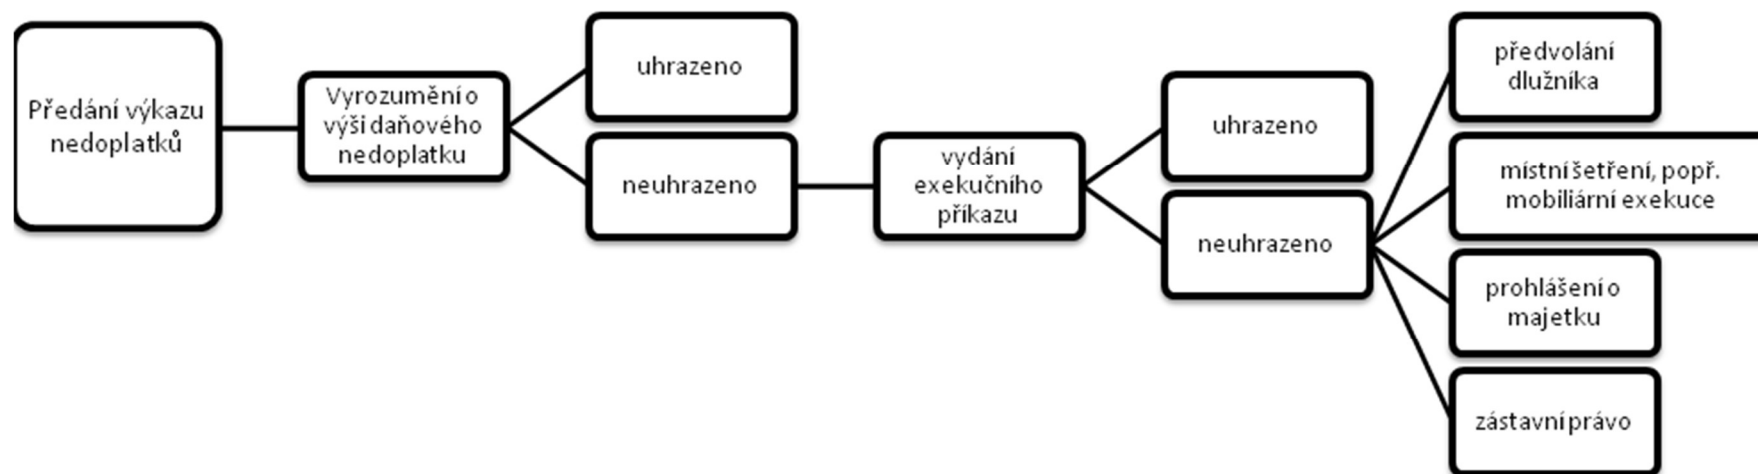 Předání výkazu
nedoplatků
Vyrozumění o
výši daňového
nedoplatku
uhrazeno
neuhrazeno
vydání
exekučního
příkazu
uhrazeno
neuhrazeno
předvolání
dlužníka
místní šetření, popř.
mobiliární exekuce
prohlášení o
majetku
zástavní právo